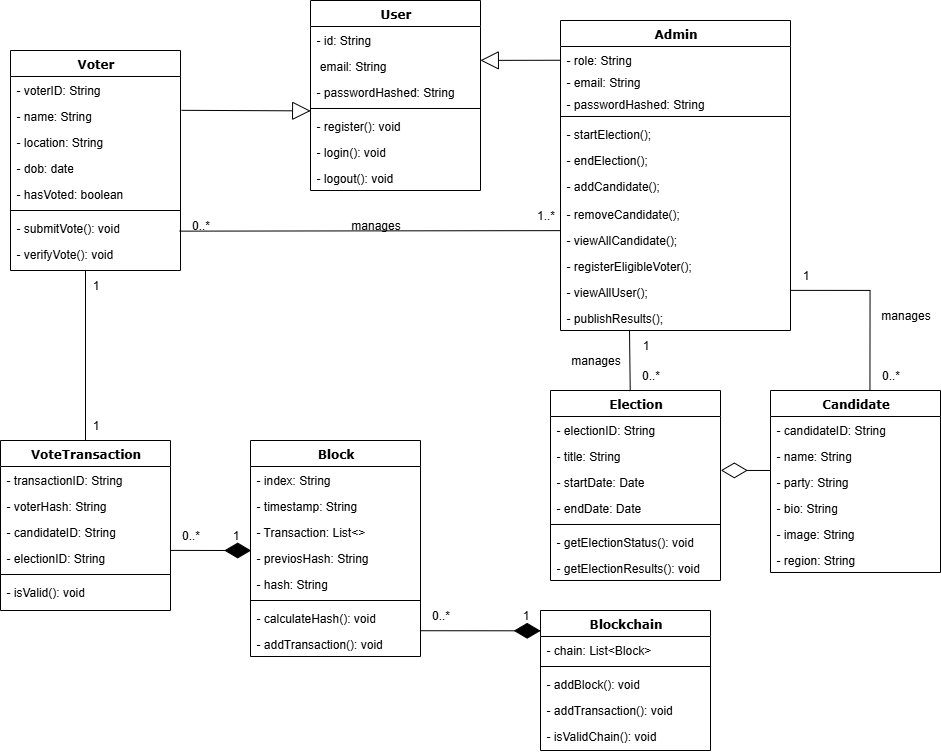 User
- id: String
email: String
- passwordHashed: String
- register(): void
- login(): void
- logout(): void
Admin
- role: String
- email: String
- passwordHashed: String
- startElection();
- endElection();
- addCandidate();
- removeCandidate();
- viewAllCandidate();
- registerEligibleVoter();
- viewAllUser();
- publishResults();
Voter
- voterID: String
- name: String
- location: String
- dob: date
- hasVoted: boolean
- submitVote(): void
- verifyVote(): void
0..*
manages
1..*
1
1
1
manages
0..*
1
manages
0..*
Election
- electionID: String
- title: String
- startDate: Date
- endDate: Date
- getElectionStatus(): void
- getElectionResults(): void
Candidate
- candidateID: String
- name: String
- party: String
- bio: String
- image: String
- region: String
VoteTransaction
- transactionID: String
- voterHash: String
- candidateID: String
- electionID: String
- isValid(): void
0..*
1
Block
- index: String
- timestamp: String
- Transaction: List<>
- previosHash: String
- hash: String
- calculateHash(): void
- addTransaction(): void
0..*
1
Blockchain
- chain: List<Block>
- addBlock(): void
- addTransaction(): void
- isValidChain(): void